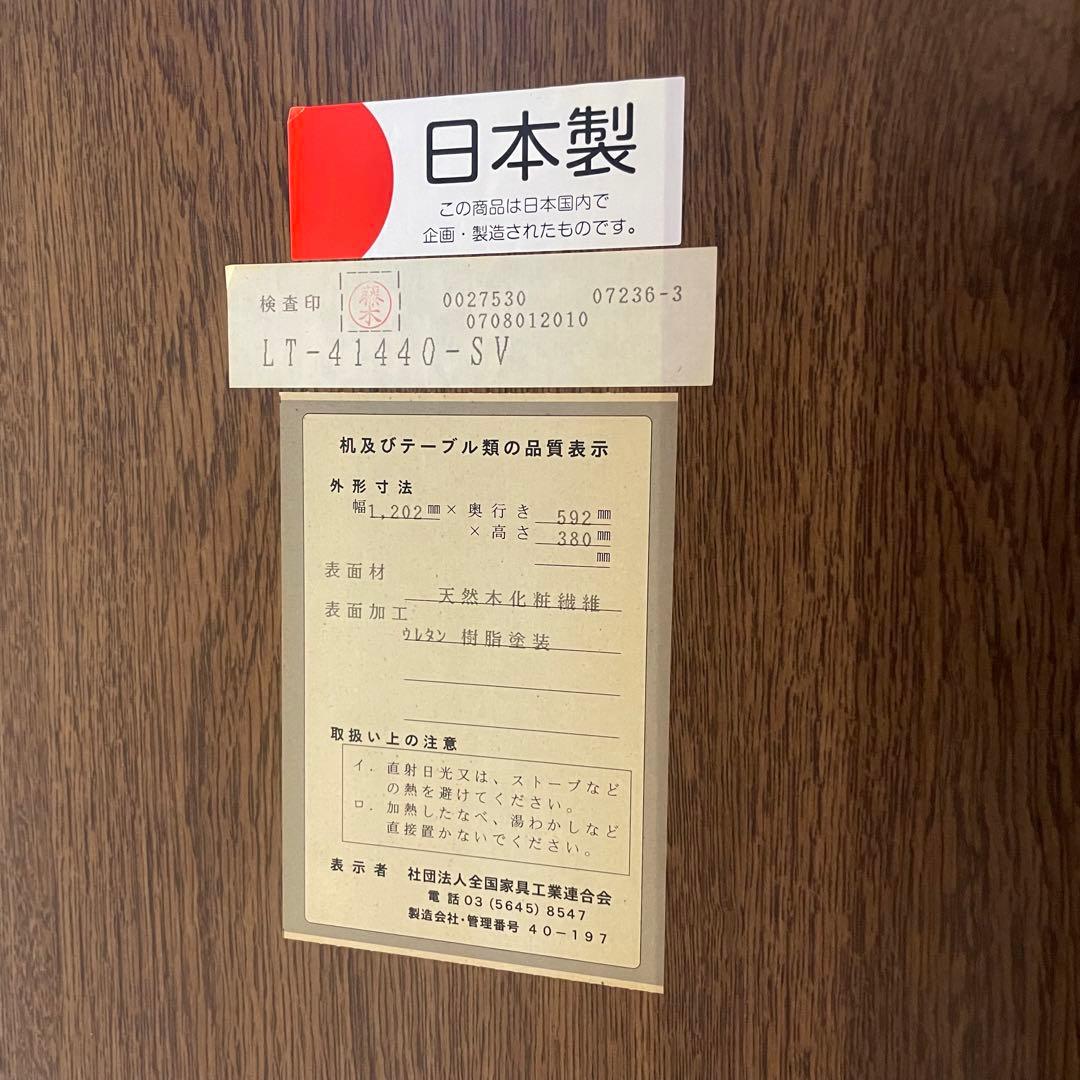 日本製
この商品は日本国内で
企画・製造されたものです。
検査印 藤木 0027530 07236-3
0708012010
LT-41440-SV
机及びテーブル類の品質表示
外形寸法
幅1,202㎜×奥行き 592㎜
×高さ 380㎜
㎜
表面材
天然木化粧繊維
表面加工
ｳﾚﾀﾝ 樹脂塗装
取扱い上の注意
イ．直射日光又は、ストーブなど
の熱を避けてください。
ロ．加熱したなべ、湯わかしなど
直接置かないでください。
表示者 社団法人全国家具工業連合会
電話03(5645)8547
製造会社・管理番号 40－197